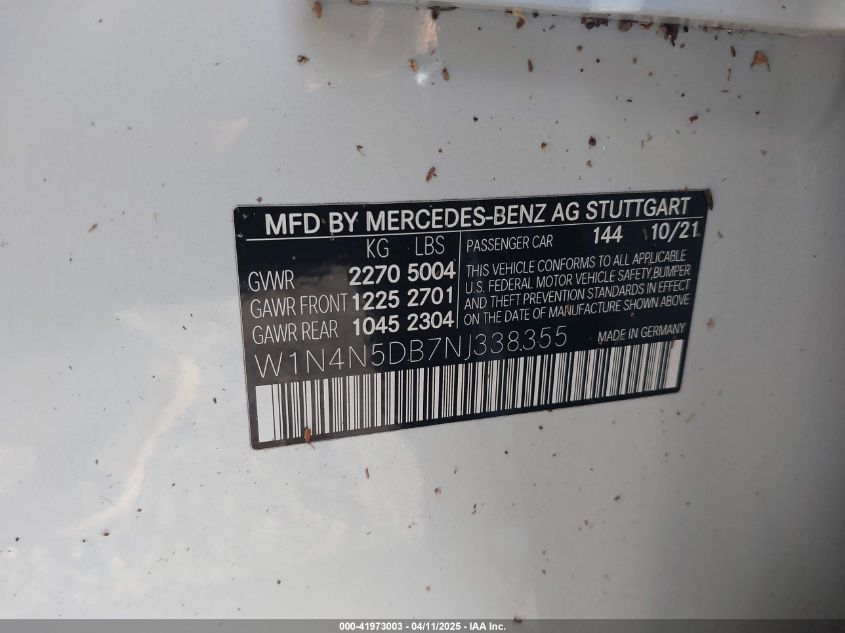 MFD BY MERCEDES-BENZ AG STUTTGART
KG LBS
GVWR 2270 5004
GAWR FRONT 1225 2701
GAWR REAR 1045 2304
PASSENGER CAR 144 10/21
THIS VEHICLE CONFORMS TO ALL APPLICABLE
U.S. FEDERAL MOTOR VEHICLE SAFETY,BUMPER
AND THEFT PREVENTION STANDARDS IN EFFECT
ON THE DATE OF MANUFACTURE SHOWN ABOVE
W1N4N5DB7NJ338355
MADE IN GERMANY
000-41973003 - 04/11/2025 - IAA Inc.